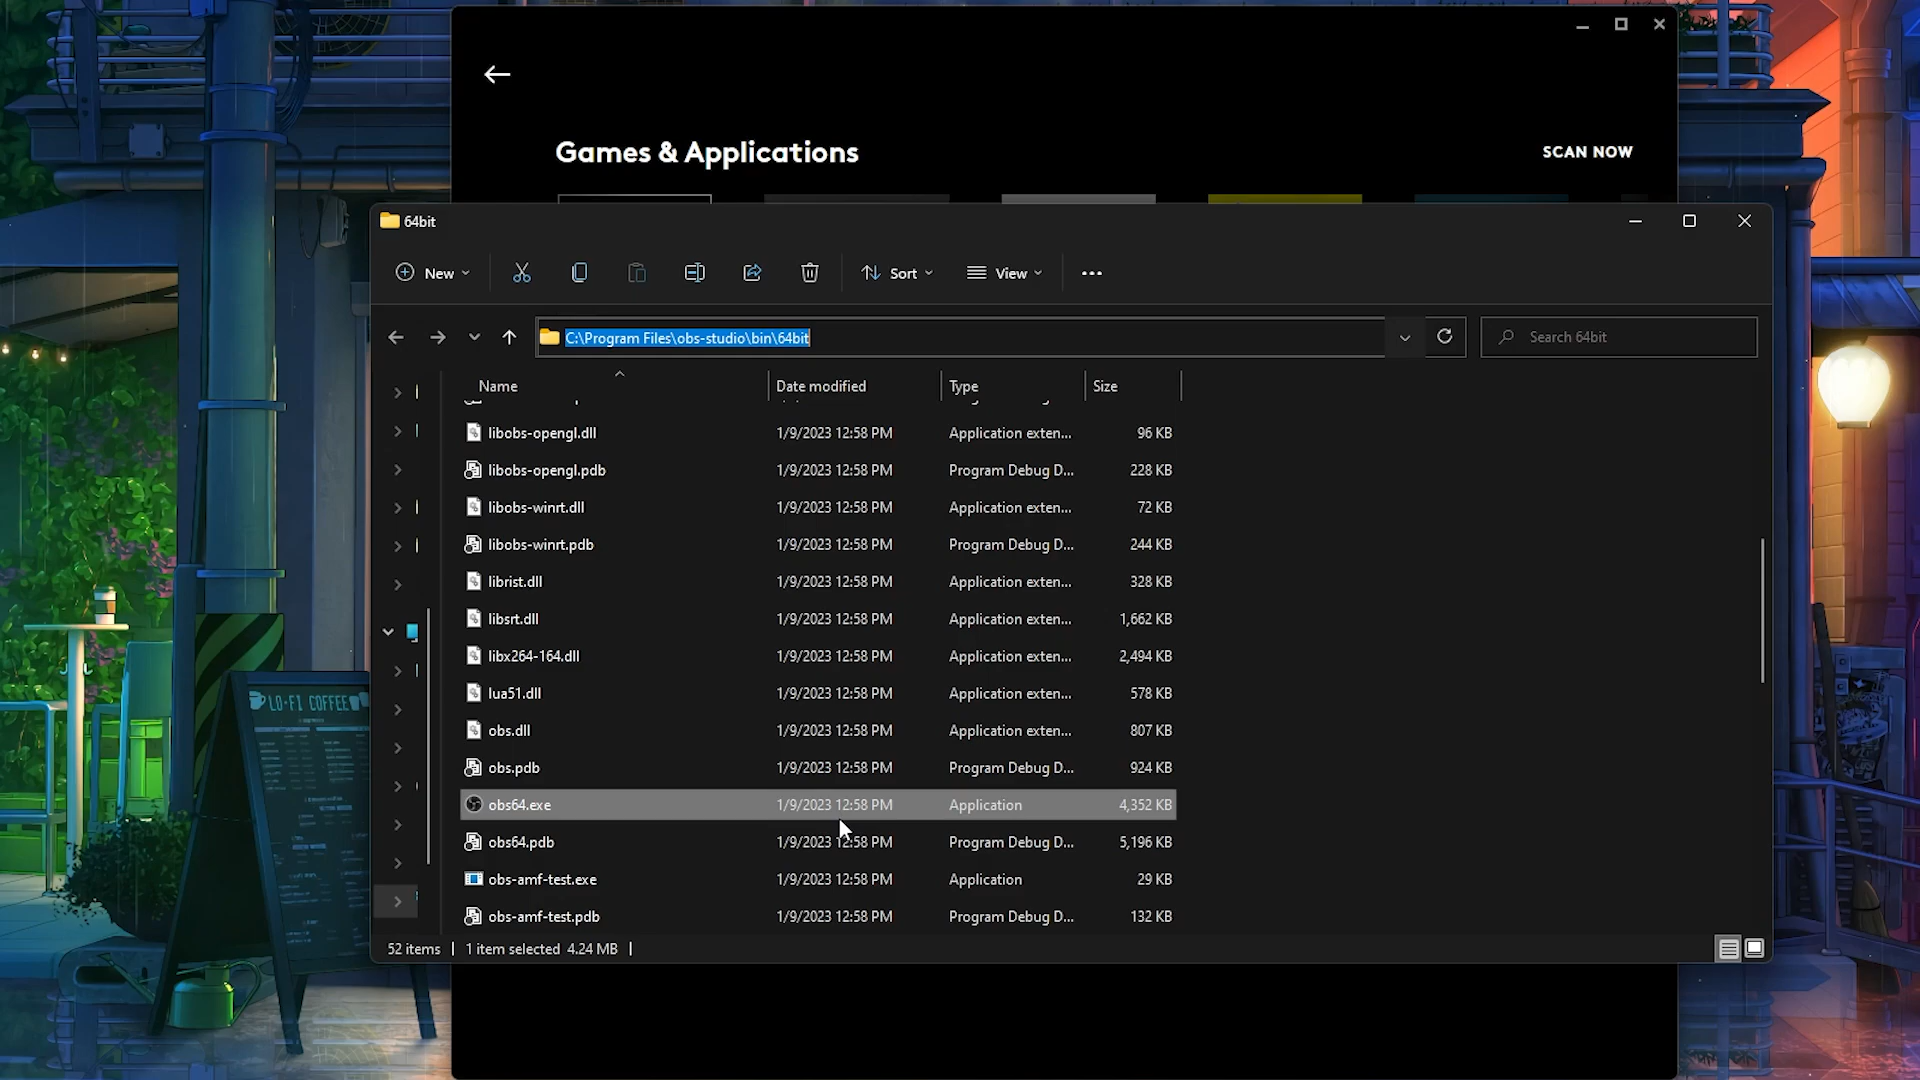 Games & Applications
SCAN NOW
64bit
New
Sort
View
C:\Program Files\obs-studio\bin\64bit
Search 64bit
Name
Date modified
Type
Size
libobs-opengl.dll 1/9/2023 12:58 PM Application exten... 96 KB
libobs-opengl.pdb 1/9/2023 12:58 PM Program Debug D... 228 KB
libobs-winrt.dll 1/9/2023 12:58 PM Application exten... 72 KB
libobs-winrt.pdb 1/9/2023 12:58 PM Program Debug D... 244 KB
librist.dll 1/9/2023 12:58 PM Application exten... 328 KB
libsrt.dll 1/9/2023 12:58 PM Application exten... 1,662 KB
libx264-164.dll 1/9/2023 12:58 PM Application exten... 2,494 KB
lua51.dll 1/9/2023 12:58 PM Application exten... 578 KB
LO-FI COFFEE
obs.dll 1/9/2023 12:58 PM Application exten... 807 KB
obs.pdb 1/9/2023 12:58 PM Program Debug D... 924 KB
obs64.exe 1/9/2023 12:58 PM Application 4,352 KB
obs64.pdb 1/9/2023 12:58 PM Program Debug D... 5,196 KB
obs-amf-test.exe 1/9/2023 12:58 PM Application 29 KB
obs-amf-test.pdb 1/9/2023 12:58 PM Program Debug D... 132 KB
52 items | 1 item selected 4.24 MB |